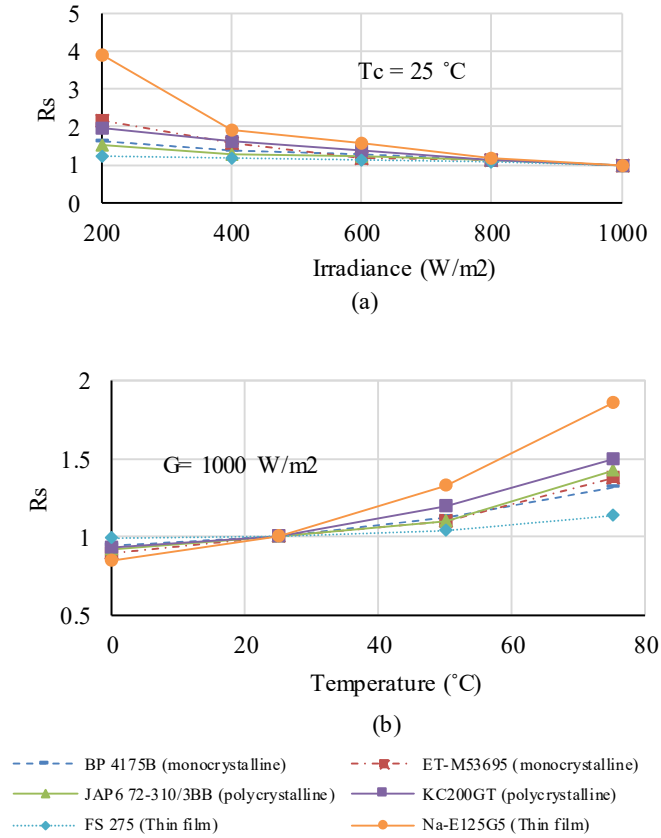 5
4
3
2
1
0
Rs
Tc = 25 ˚C
200 400 600 800 1000
Irradiance (W/m2)
(a)
2
1.5
1
0.5
Rs
G= 1000 W/m2
0 20 40 60 80
Temperature (˚C)
(b)
BP 4175B (monocrystalline) ET-M53695 (monocrystalline)
JAP6 72-310/3BB (polycrystalline) KC200GT (polycrystalline)
FS 275 (Thin film) Na-E125G5 (Thin film)